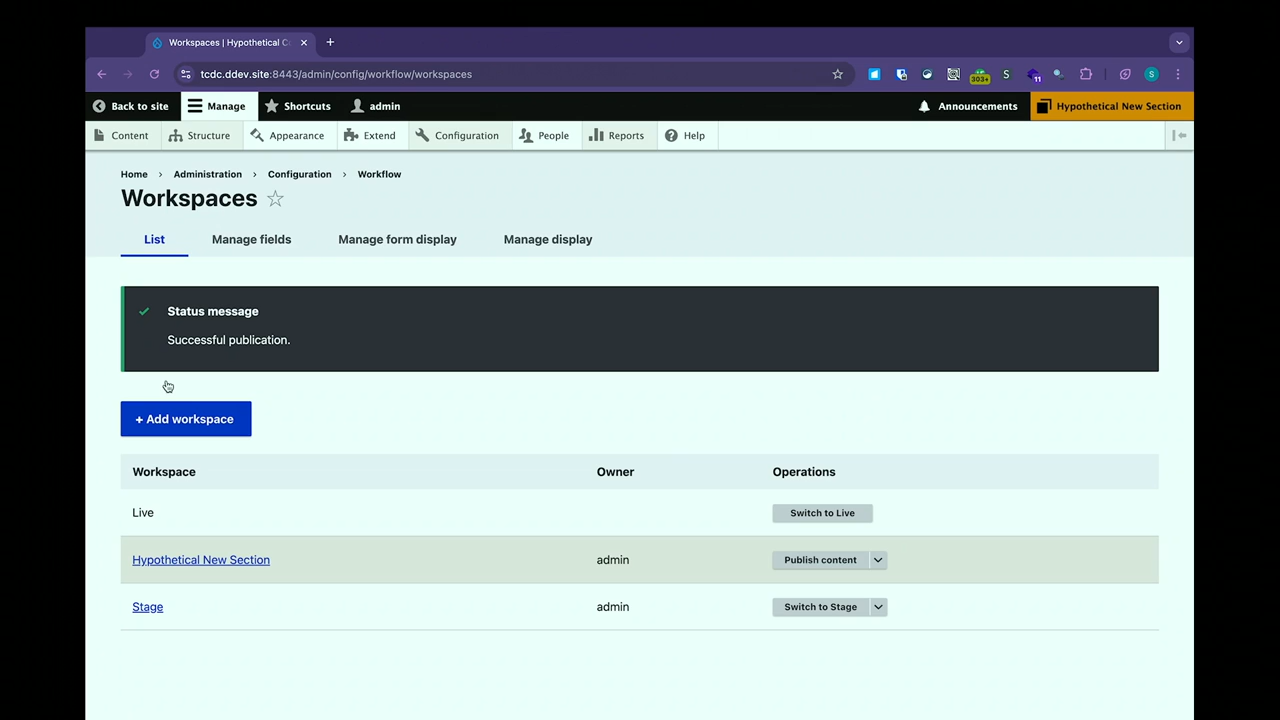 Workspaces | Hypothetical C
tcdc.ddev.site:8443/admin/config/workflow/workspaces
303+
S
11
S
Back to site
Manage
Shortcuts
admin
Announcements
Hypothetical New Section
Content
Structure
Appearance
Extend
Configuration
People
Reports
Help
Home > Administration > Configuration > Workflow
Workspaces
List
Manage fields
Manage form display
Manage display
Status message
Successful publication.
+ Add workspace
Workspace Owner Operations
Live Switch to Live
Hypothetical New Section admin Publish content
Stage admin Switch to Stage